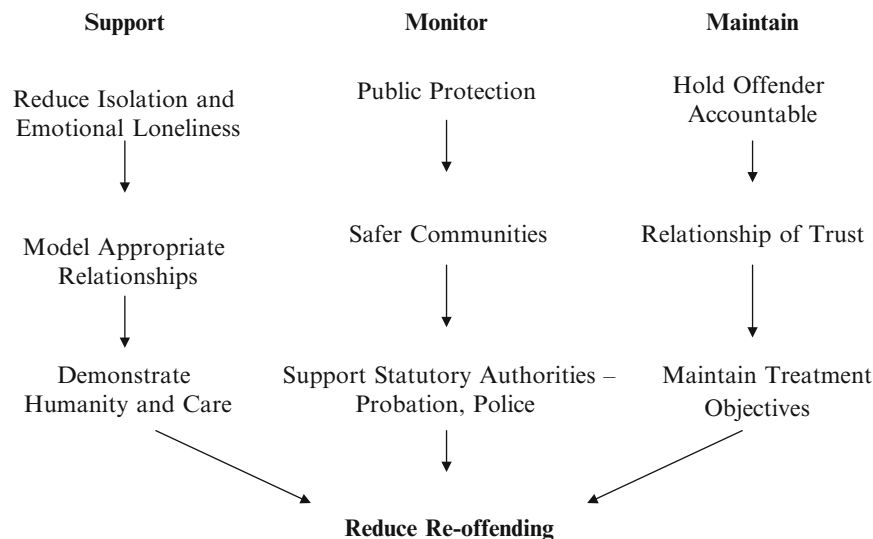 Support
Monitor
Maintain
Reduce Isolation and
Emotional Loneliness
Public Protection
Hold Offender
Accountable
Model Appropriate
Relationships
Safer Communities
Relationship of Trust
Demonstrate
Humanity and Care
Support Statutory Authorities –
Probation, Police
Maintain Treatment
Objectives
Reduce Re-offending